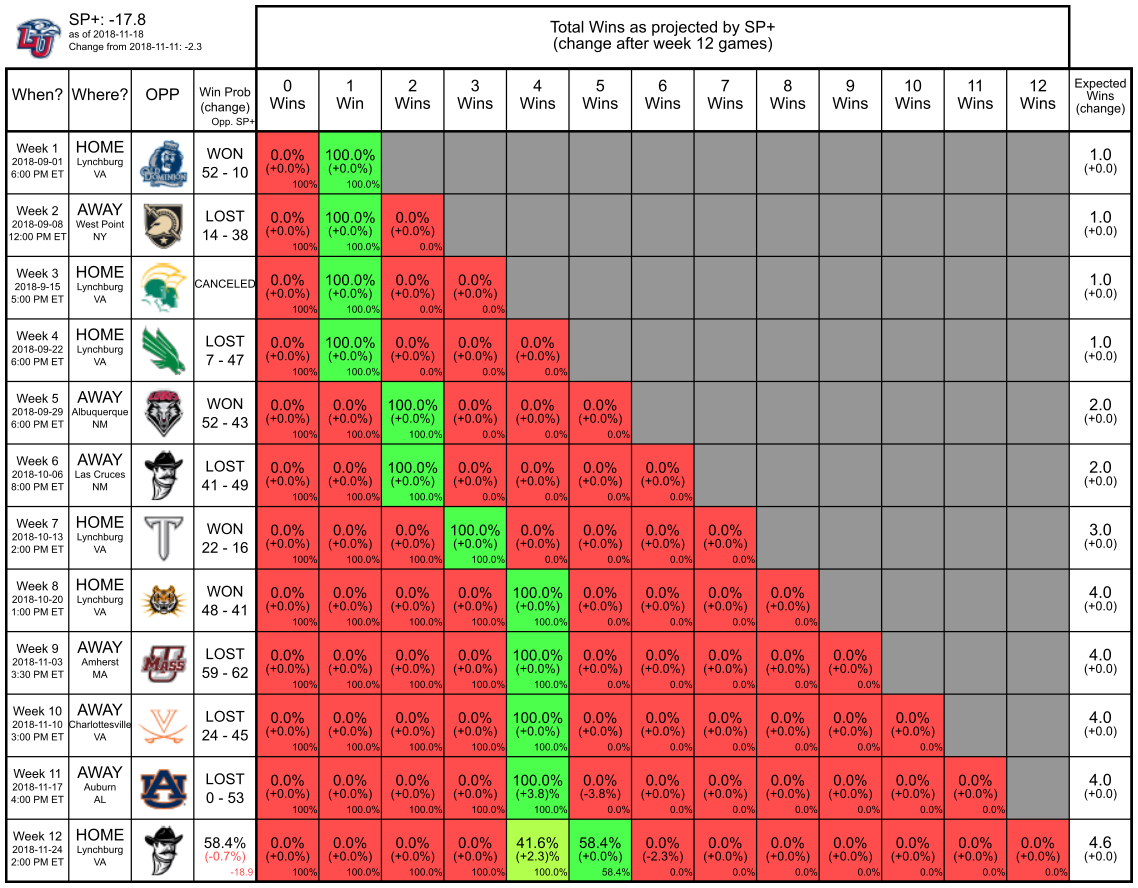 LU
SP+: -17.8
as of 2018-11-18
Change from 2018-11-11: -2.3
Total Wins as projected by SP+
(change after week 12 games)
When? Where? OPP Win Prob (change) Opp. SP+ 0 Wins 1 Win 2 Wins 3 Wins 4 Wins 5 Wins 6 Wins 7 Wins 8 Wins 9 Wins 10 Wins 11 Wins 12 Wins Expected Wins (change)
Week 1 HOME WON 0.0% 100.0% 1.0
2018-09-01 Lynchburg DOMINION 52 - 10 (+0.0%) (+0.0%) (+0.0)
6:00 PM ET VA 100% 100.0%
Week 2 AWAY LOST 0.0% 100.0% 0.0% 1.0
2018-09-08 West Point 14 - 38 (+0.0%) (+0.0%) (+0.0%) (+0.0)
12:00 PM ET NY 100% 100.0% 0.0%
Week 3 HOME CANCELED 0.0% 100.0% 0.0% 0.0% 1.0
2018-9-15 Lynchburg (+0.0%) (+0.0%) (+0.0%) (+0.0%) (+0.0)
5:00 PM ET VA 100% 100.0% 0.0% 0.0%
Week 4 HOME LOST 0.0% 100.0% 0.0% 0.0% 0.0% 1.0
2018-09-22 Lynchburg 7 - 47 (+0.0%) (+0.0%) (+0.0%) (+0.0%) (+0.0%) (+0.0)
6:00 PM ET VA 100% 100.0% 0.0% 0.0% 0.0%
Week 5 AWAY WON 0.0% 0.0% 100.0% 0.0% 0.0% 0.0% 2.0
2018-09-29 Albuquerque 52 - 43 (+0.0%) (+0.0%) (+0.0%) (+0.0%) (+0.0%) (+0.0%) (+0.0)
6:00 PM ET NM 100% 100.0% 100.0% 0.0% 0.0% 0.0%
Week 6 AWAY LOST 0.0% 0.0% 100.0% 0.0% 0.0% 0.0% 0.0% 2.0
2018-10-06 Las Cruces 41 - 49 (+0.0%) (+0.0%) (+0.0%) (+0.0%) (+0.0%) (+0.0%) (+0.0%) (+0.0)
8:00 PM ET NM 100% 100.0% 100.0% 0.0% 0.0% 0.0% 0.0%
Week 7 HOME T WON 0.0% 0.0% 0.0% 100.0% 0.0% 0.0% 0.0% 0.0% 3.0
2018-10-13 Lynchburg 22 - 16 (+0.0%) (+0.0%) (+0.0%) (+0.0%) (+0.0%) (+0.0%) (+0.0%) (+0.0%) (+0.0)
2:00 PM ET VA 100% 100.0% 100.0% 100.0% 0.0% 0.0% 0.0% 0.0%
Week 8 HOME WON 0.0% 0.0% 0.0% 0.0% 100.0% 0.0% 0.0% 0.0% 0.0% 4.0
2018-10-20 Lynchburg 48 - 41 (+0.0%) (+0.0%) (+0.0%) (+0.0%) (+0.0%) (+0.0%) (+0.0%) (+0.0%) (+0.0%) (+0.0)
1:00 PM ET VA 100% 100.0% 100.0% 100.0% 100.0% 0.0% 0.0% 0.0% 0.0%
Week 9 AWAY LOST 0.0% 0.0% 0.0% 0.0% 100.0% 0.0% 0.0% 0.0% 0.0% 0.0% 4.0
2018-11-03 Amherst MASS 59 - 62 (+0.0%) (+0.0%) (+0.0%) (+0.0%) (+0.0%) (+0.0%) (+0.0%) (+0.0%) (+0.0%) (+0.0%) (+0.0)
3:30 PM ET MA 100% 100.0% 100.0% 100.0% 100.0% 0.0% 0.0% 0.0% 0.0% 0.0%
Week 10 AWAY V LOST 0.0% 0.0% 0.0% 0.0% 100.0% 0.0% 0.0% 0.0% 0.0% 0.0% 0.0% 4.0
2018-11-10 Charlottesville 24 - 45 (+0.0%) (+0.0%) (+0.0%) (+0.0%) (+0.0%) (+0.0%) (+0.0%) (+0.0%) (+0.0%) (+0.0%) (+0.0%) (+0.0)
3:00 PM ET VA 100% 100.0% 100.0% 100.0% 100.0% 0.0% 0.0% 0.0% 0.0% 0.0% 0.0%
Week 11 AWAY AU LOST 0.0% 0.0% 0.0% 0.0% 100.0% 0.0% 0.0% 0.0% 0.0% 0.0% 0.0% 0.0% 4.0
2018-11-17 Auburn 0 - 53 (+0.0%) (+0.0%) (+0.0%) (+0.0%) (+3.8)% (-3.8%) (+0.0%) (+0.0%) (+0.0%) (+0.0%) (+0.0%) (+0.0%) (+0.0)
4:00 PM ET AL 100% 100.0% 100.0% 100.0% 100.0% 0.0% 0.0% 0.0% 0.0% 0.0% 0.0% 0.0%
Week 12 HOME 58.4% 0.0% 0.0% 0.0% 0.0% 41.6% 58.4% 0.0% 0.0% 0.0% 0.0% 0.0% 0.0% 0.0% 4.6
2018-11-24 Lynchburg (-0.7%) (+0.0%) (+0.0%) (+0.0%) (+0.0%) (+2.3)% (+0.0%) (-2.3%) (+0.0%) (+0.0%) (+0.0%) (+0.0%) (+0.0%) (+0.0%) (+0.0)
2:00 PM ET VA -18.9 100% 100.0% 100.0% 100.0% 100.0% 58.4% 0.0% 0.0% 0.0% 0.0% 0.0% 0.0% 0.0%